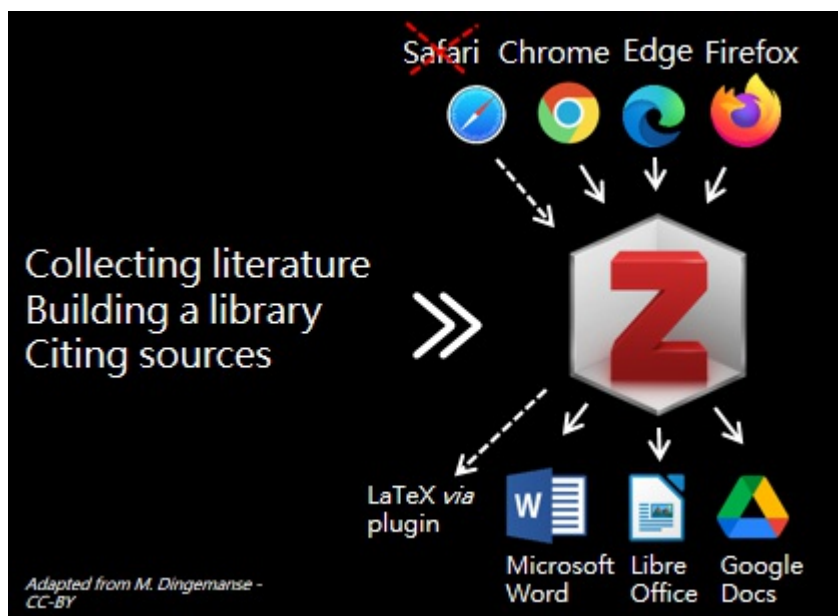 Safari Chrome Edge Firefox
Collecting literature
Building a library
Citing sources
Z
LaTeX via
plugin
W
Microsoft
Word
Libre
Office
Google
Docs
Adapted from M. Dingemanse -
CC-BY